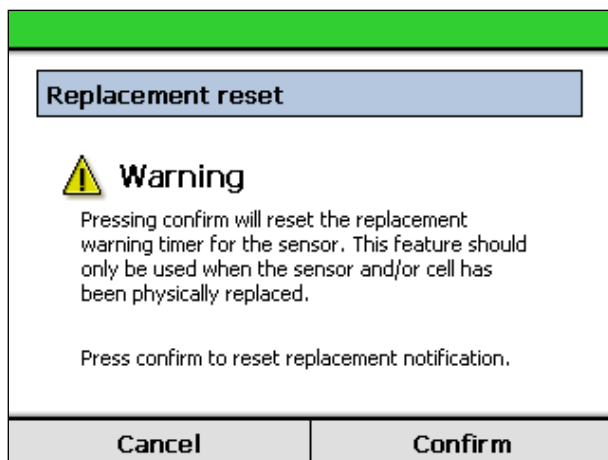 Replacement reset
Warning
Pressing confirm will reset the replacement
warning timer for the sensor. This feature should
only be used when the sensor and/or cell has
been physically replaced.
Press confirm to reset replacement notification.
Cancel
Confirm